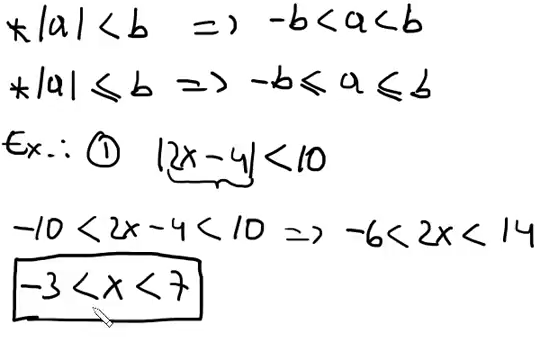 * |a| < b => -b < a < b
* |a| ≤ b => -b ≤ a ≤ b
Ex.: ① |2x - 4| < 10
-10 < 2x - 4 < 10 => -6 < 2x < 14
-3 < x < 7